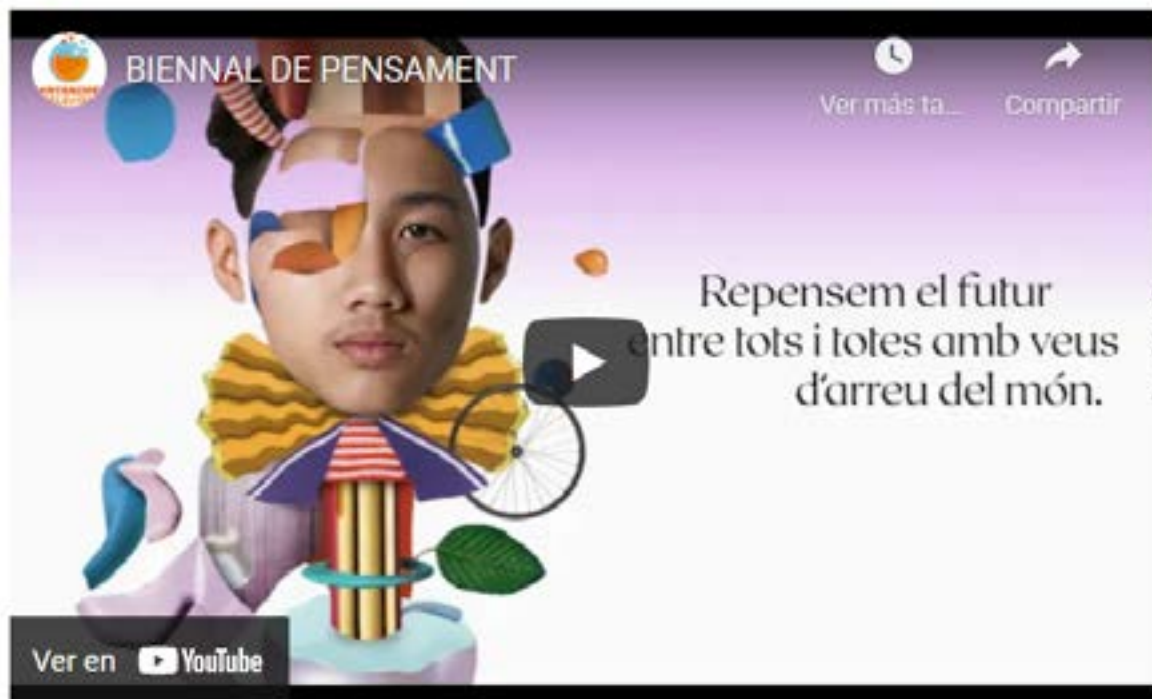 BIENNAL DE PENSAMENT
Ver más ta...
Compartir
Repensem el futur
entre tots i totes amb veus
d'arreu del món.
Ver en YouTube